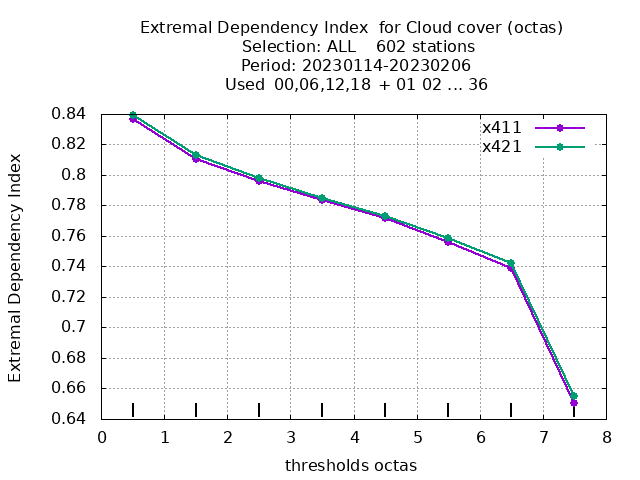 Extremal Dependency Index  for Cloud cover (octas)
Selection: ALL    602 stations
Period: 20230114-20230206
Used  00,06,12,18  + 01 02 ... 36
x411
x421
Extremal Dependency Index
0.84
0.82
0.8
0.78
0.76
0.74
0.72
0.7
0.68
0.66
0.64
0 1 2 3 4 5 6 7 8
thresholds octas